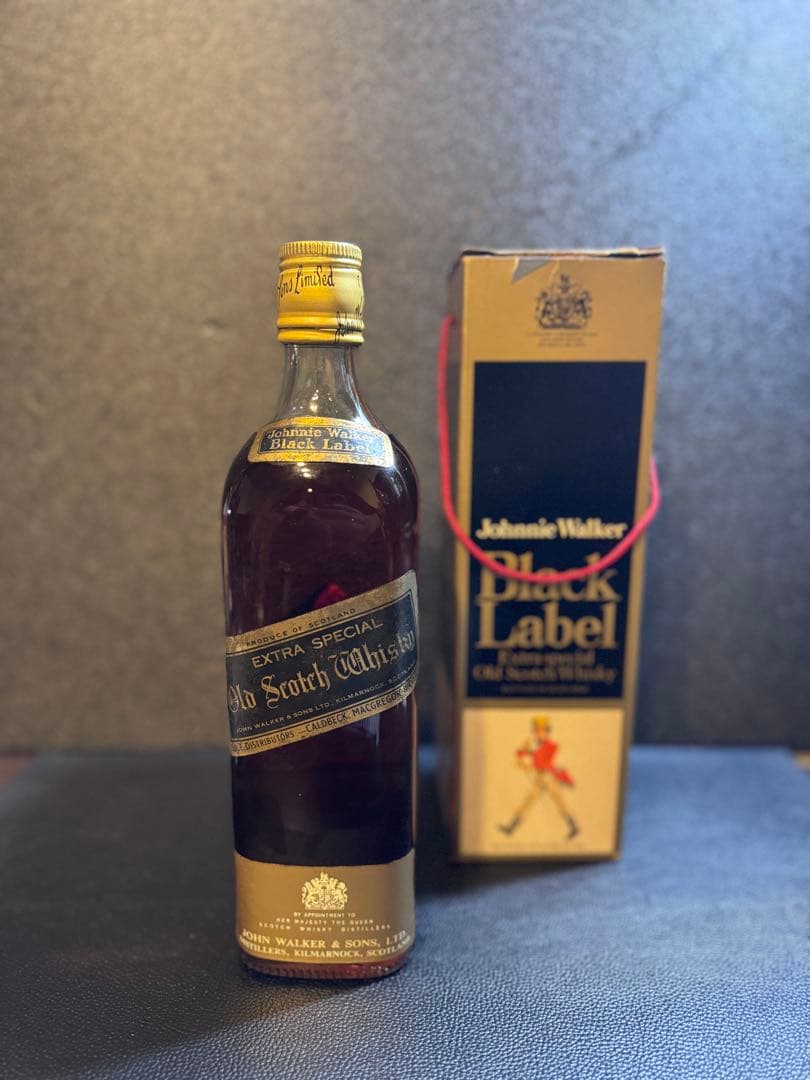 ons Limited
Johnnie Walker
Black Label
PRODUCE OF SCOTLAND
EXTRA SPECIAL
Old Scotch Whisky
JOHN WALKER & SONS LTD., KILMARNOCK, SCOTLAND
DISTRIBUTORS —CALDBECK, MACGREGOR
BY APPOINTMENT TO
HER MAJESTY THE QUEEN
SCOTCH WHISKY DISTILLERS
JOHN WALKER & SONS, LTD.
DISTILLERS, KILMARNOCK, SCOTLAND
Johnnie Walker
Black
Label
Extra special
Old Scotch Whisky